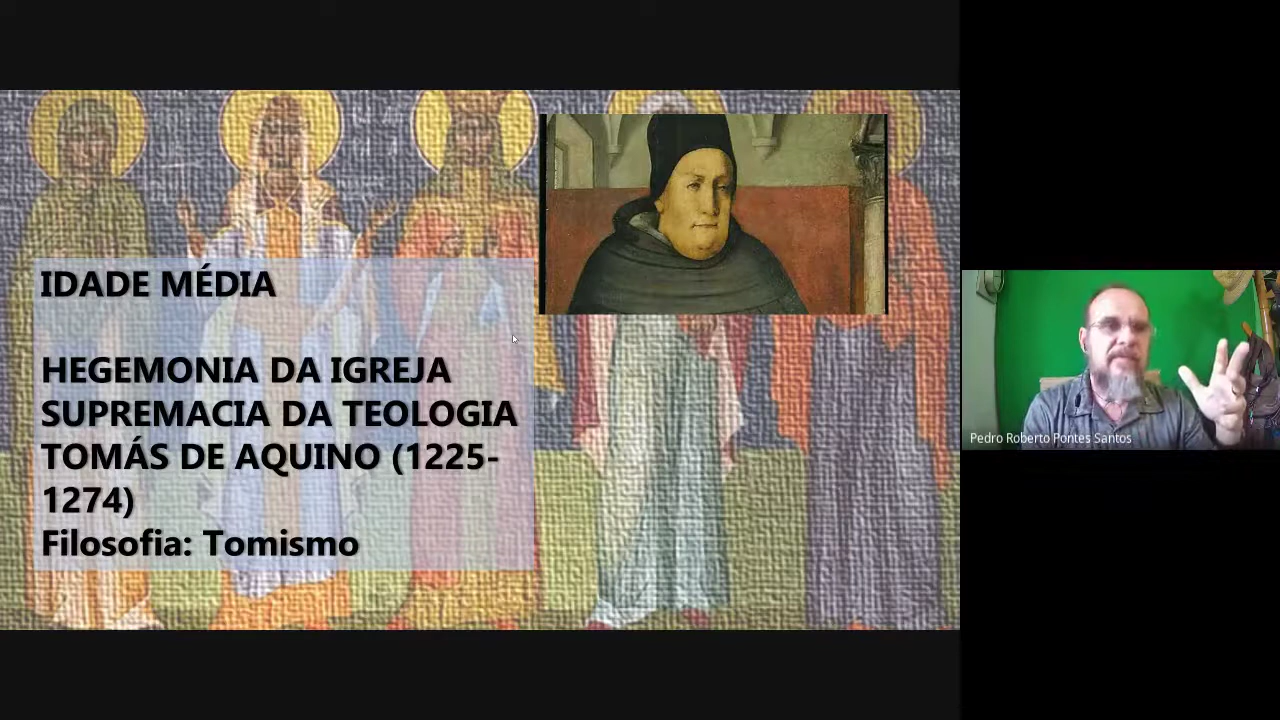 IDADE MÉDIA
HEGEMONIA DA IGREJA
SUPREMACIA DA TEOLOGIA
TOMÁS DE AQUINO (1225-
1274)
Filosofia: Tomismo
Pedro Roberto Pontes Santos